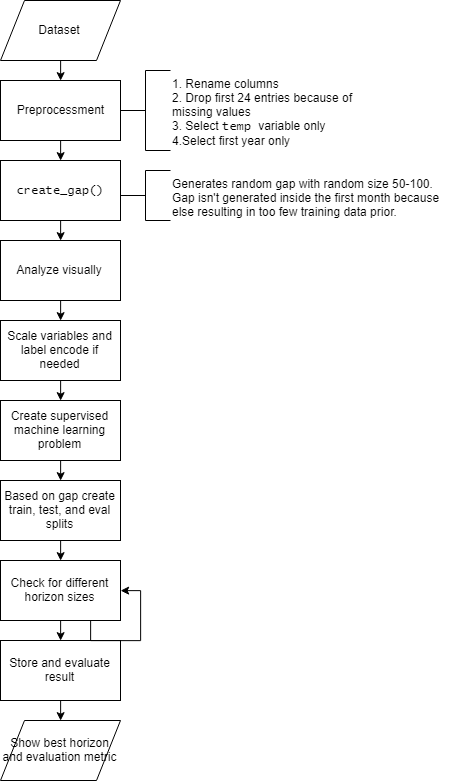 Dataset
Preprocessment
1. Rename columns
2. Drop first 24 entries because of
missing values
3. Select temp variable only
4.Select first year only
create_gap()
Generates random gap with random size 50-100.
Gap isn't generated inside the first month because
else resulting in too few training data prior.
Analyze visually
Scale variables and
label encode if
needed
Create supervised
machine learning
problem
Based on gap create
train, test, and eval
splits
Check for different
horizon sizes
Store and evaluate
result
Show best horizon
and evaluation metric